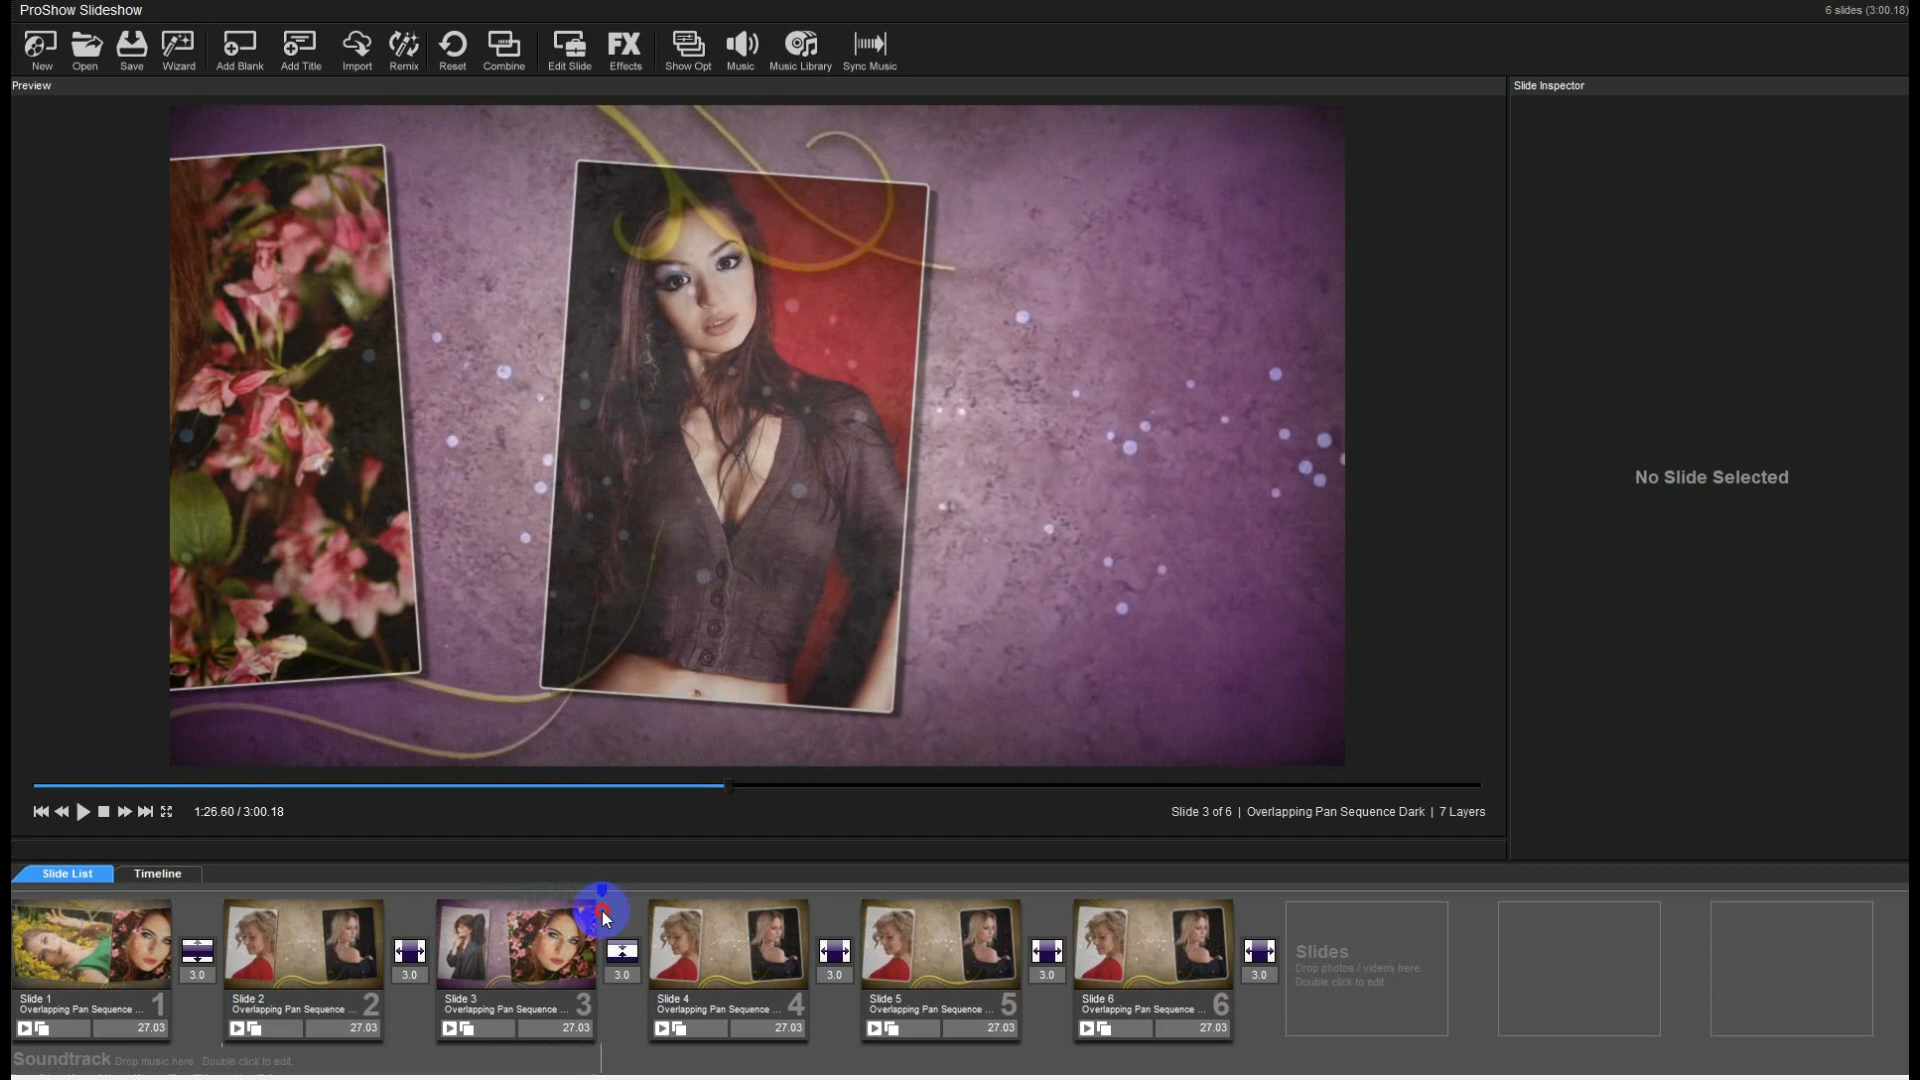 ProShow Slideshow
6 slides (3:00.18)
New Open Save Wizard Add Blank Add Title Import Remix Reset Combine Edit Slide FX Effects Show Opt Music Music Library Sync Music
Preview
Slide Inspector
No Slide Selected
1:26.60 / 3:00.18
Slide 3 of 6 | Overlapping Pan Sequence Dark | 7 Layers
Slide List Timeline
3.0 3.0 3.0 3.0 3.0 3.0
Slides
Drop photos / videos here.
Double click to edit
Slide 1 Slide 2 Slide 3 Slide 4 Slide 5 Slide 6
Overlapping Pan Sequence ... 1 Overlapping Pan Sequence ... 2 Overlapping Pan Sequence ... 3 Overlapping Pan Sequence ... 4 Overlapping Pan Sequence ... 5 Overlapping Pan Sequence ... 6
27.03 27.03 27.03 27.03 27.03 27.03
Soundtrack Drop music here. Double click to edit.